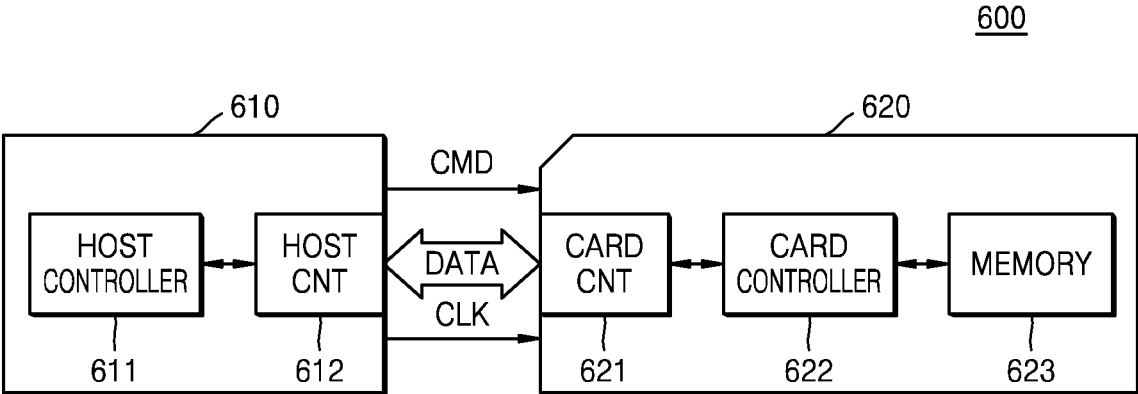 600
610
620
CMD
HOST
CONTROLLER
HOST
CNT
DATA
CARD
CNT
CARD
CONTROLLER
MEMORY
CLK
611
612
621
622
623